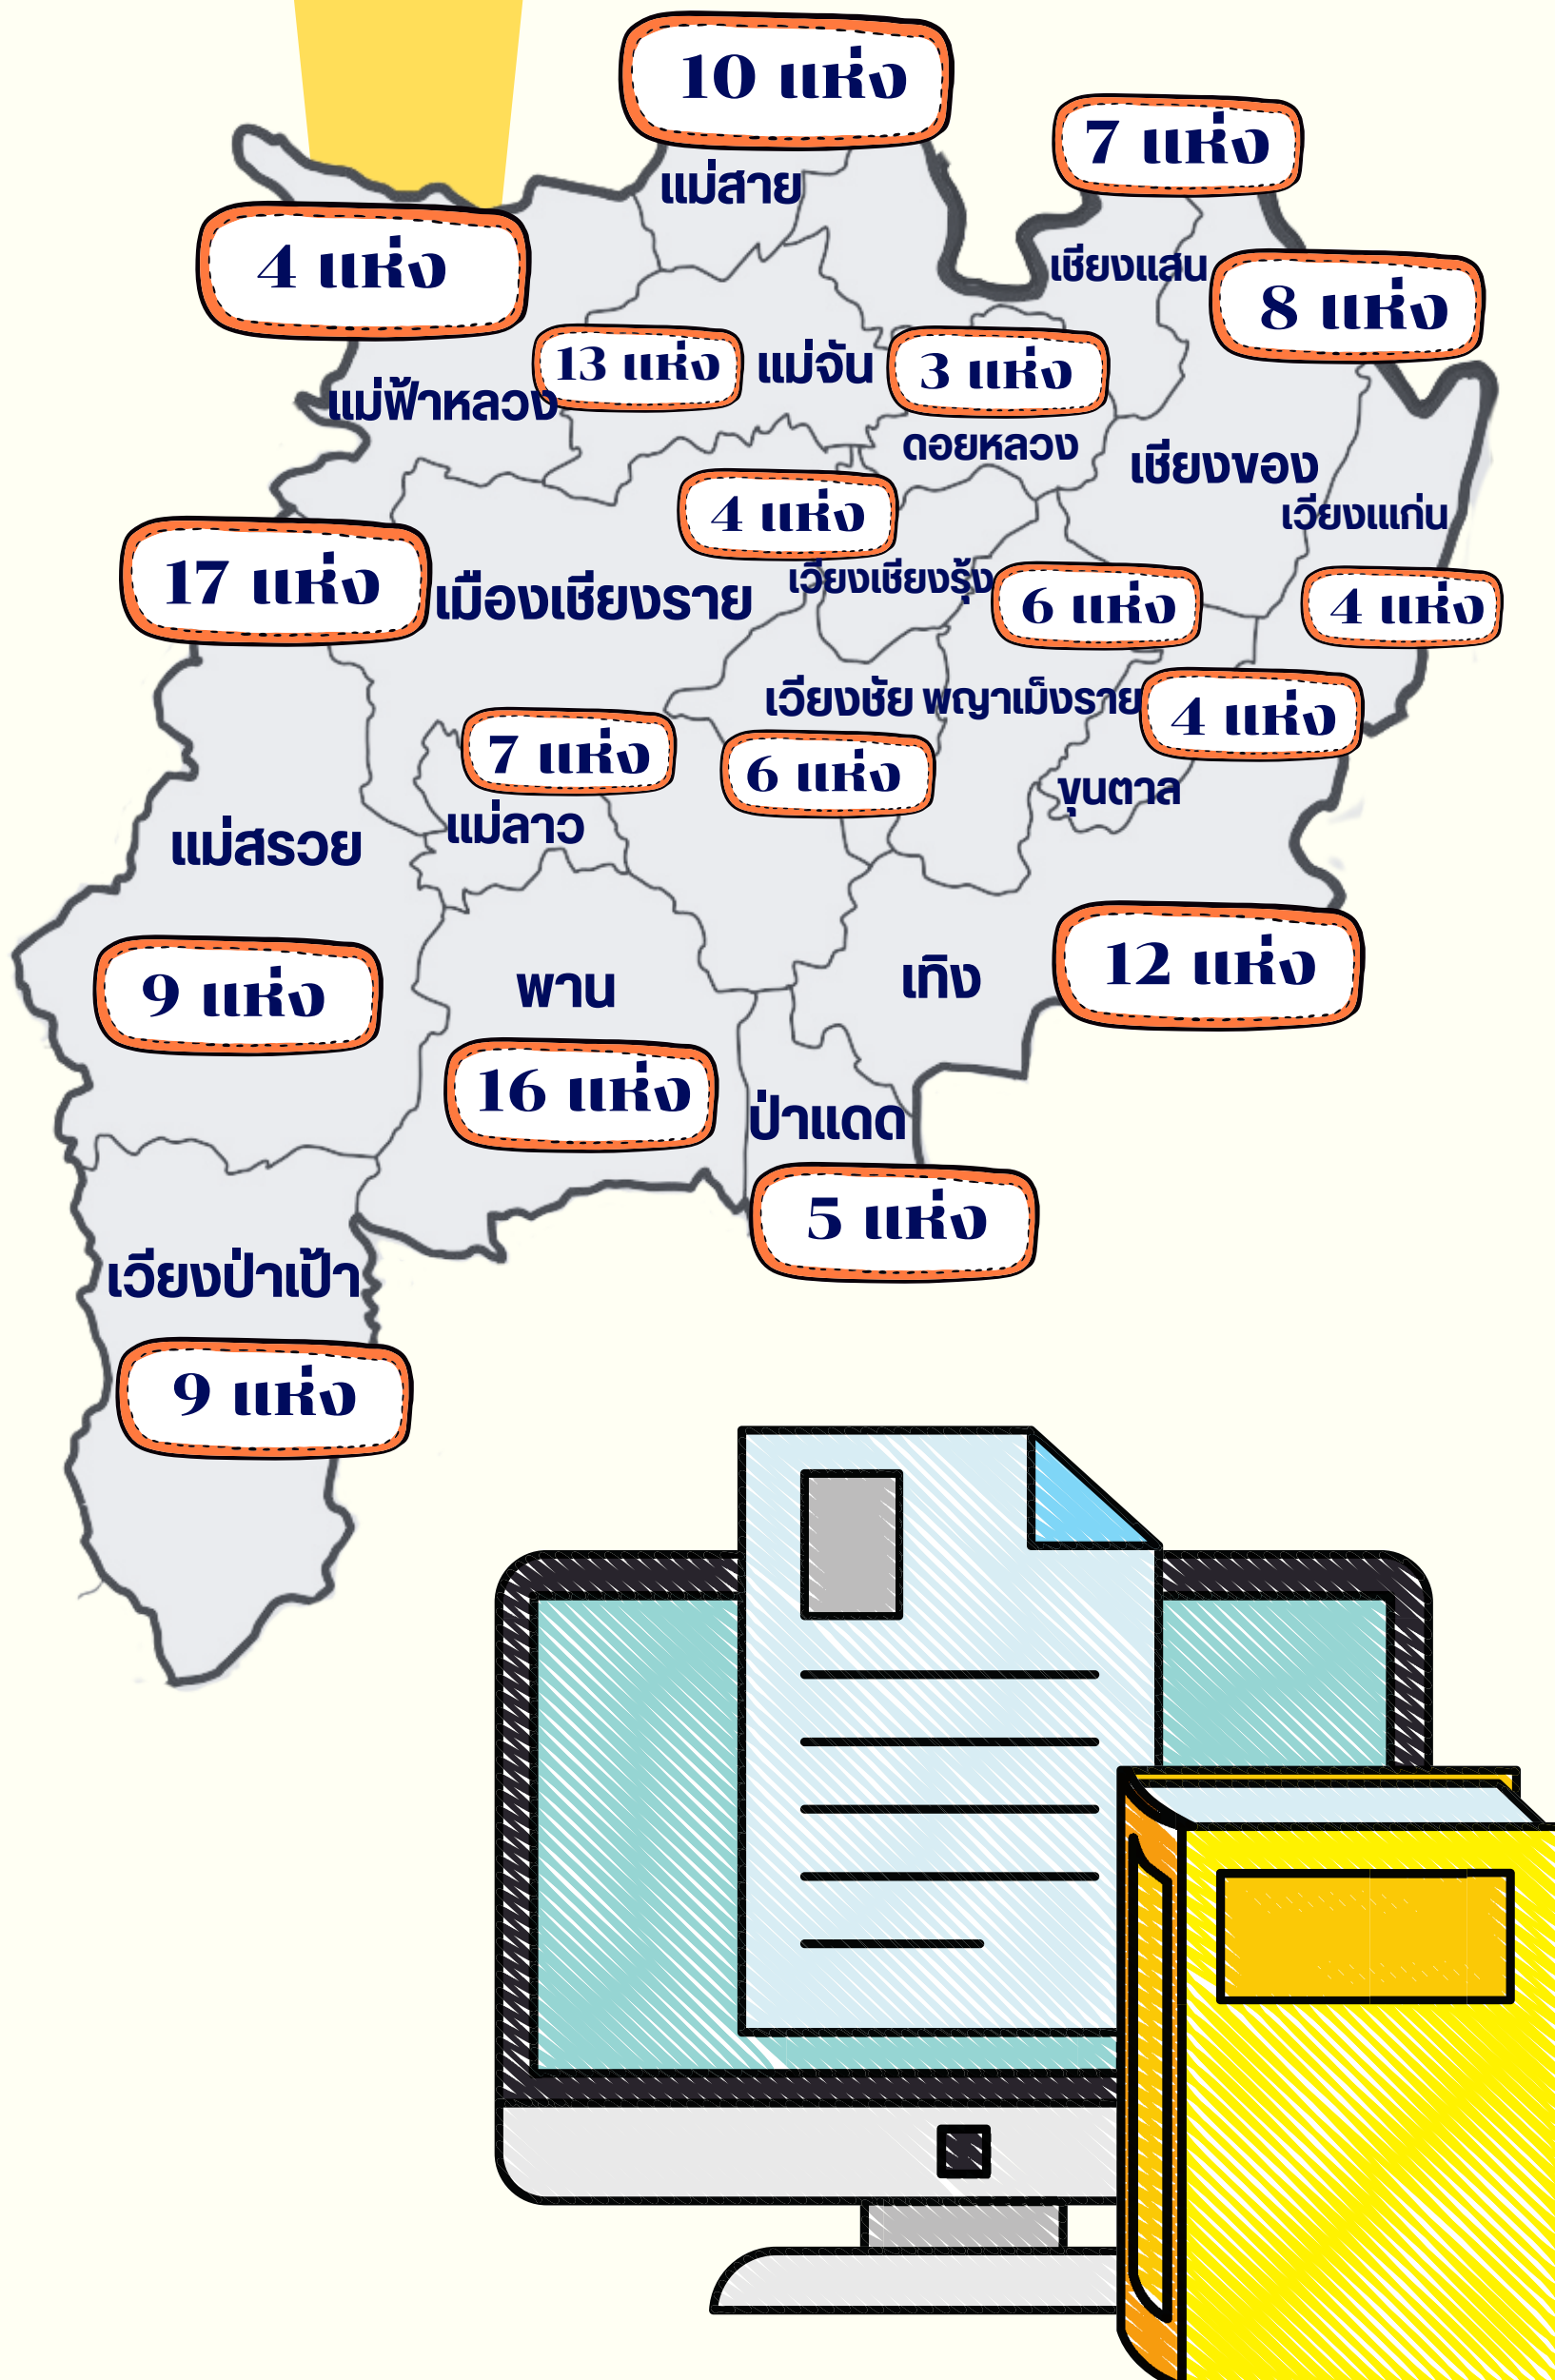 10 แห่ง
7 แห่ง
แม่สาย
4 แห่ง
เชียงแสน
8 แห่ง
13 แห่ง
แม่จัน
3 แห่ง
แม่ฟ้าหลวง
ดอยหลวง
เชียงของ
4 แห่ง
เวียงแก่น
17 แห่ง
เมืองเชียงราย
เวียงเชียงรุ้ง
6 แห่ง
4 แห่ง
เวียงชัย
พญาเม็งราย
4 แห่ง
7 แห่ง
6 แห่ง
ขุนตาล
แม่ลาว
แม่สรวย
12 แห่ง
เทิง
พาน
9 แห่ง
16 แห่ง
ป่าแดด
5 แห่ง
เวียงป่าเป้า
9 แห่ง